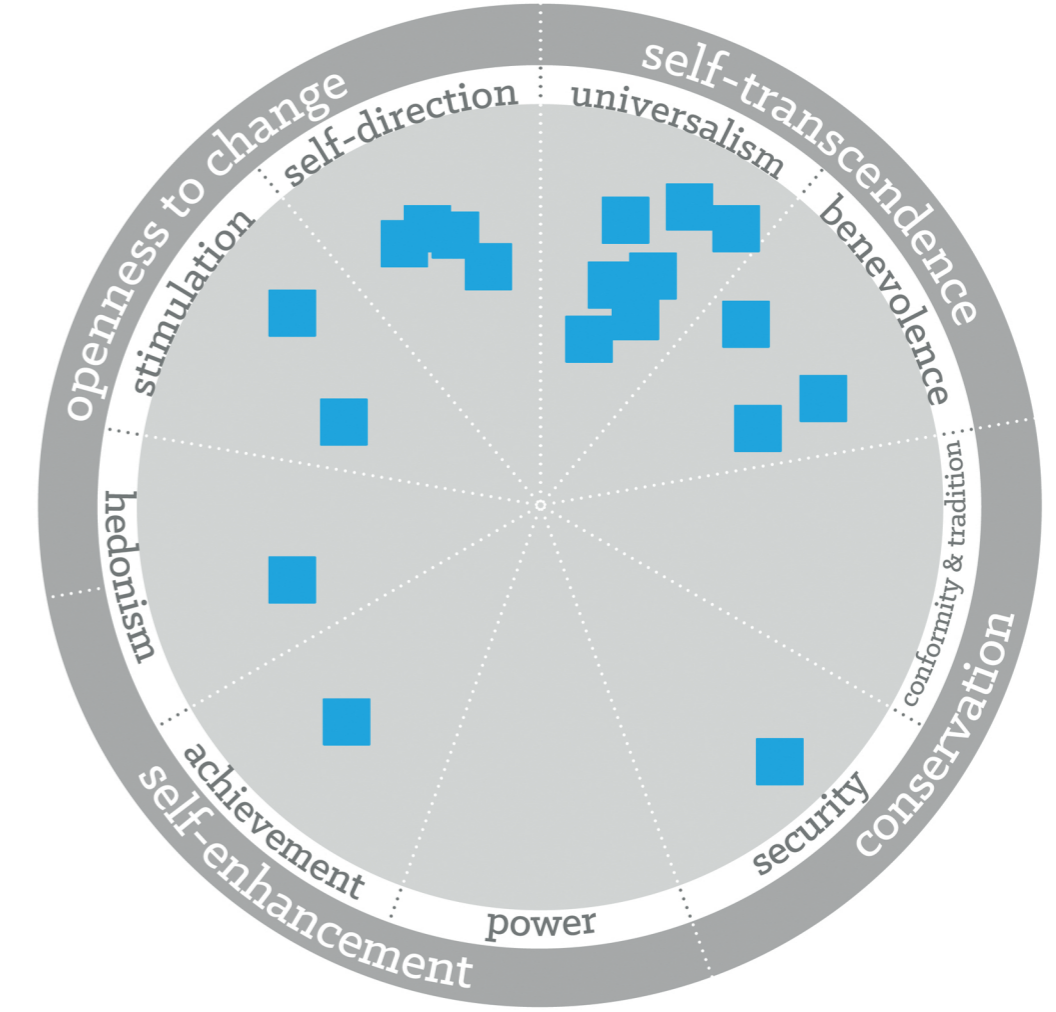 self-transcendence
openness to change
self-direction
universalism
stimulation
benevolence
hedonism
conformity & tradition
achievement
security
power
self-enhancement
conservation